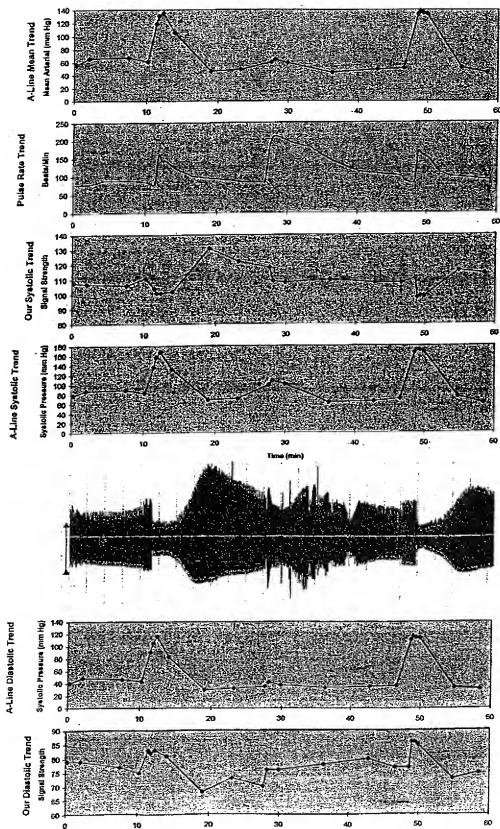 A-Line Mean Trend
Mean Arterial (mm Hg)
140
120
100
80
60
40
20
0
0 10 20 30 40 50 60
Pulse Rate Trend
Beats/Min
250
200
150
100
50
0
0 10 20 30 40 50 60
Our Systolic Trend
Signal Strength
140
130
120
110
100
90
80
0 10 20 30 40 50 60
A-Line Systolic Trend
Systolic Pressure (mm Hg)
180
160
140
120
100
80
60
40
20
0
0 10 20 30 40 50 60
Time (min)
A-Line Diastolic Trend
Systolic Pressure (mm Hg)
140
120
100
80
60
40
20
0
0 10 20 30 40 50 60
Our Diastolic Trend
Signal Strength
90
85
80
75
70
65
60
0 10 20 30 40 50 60